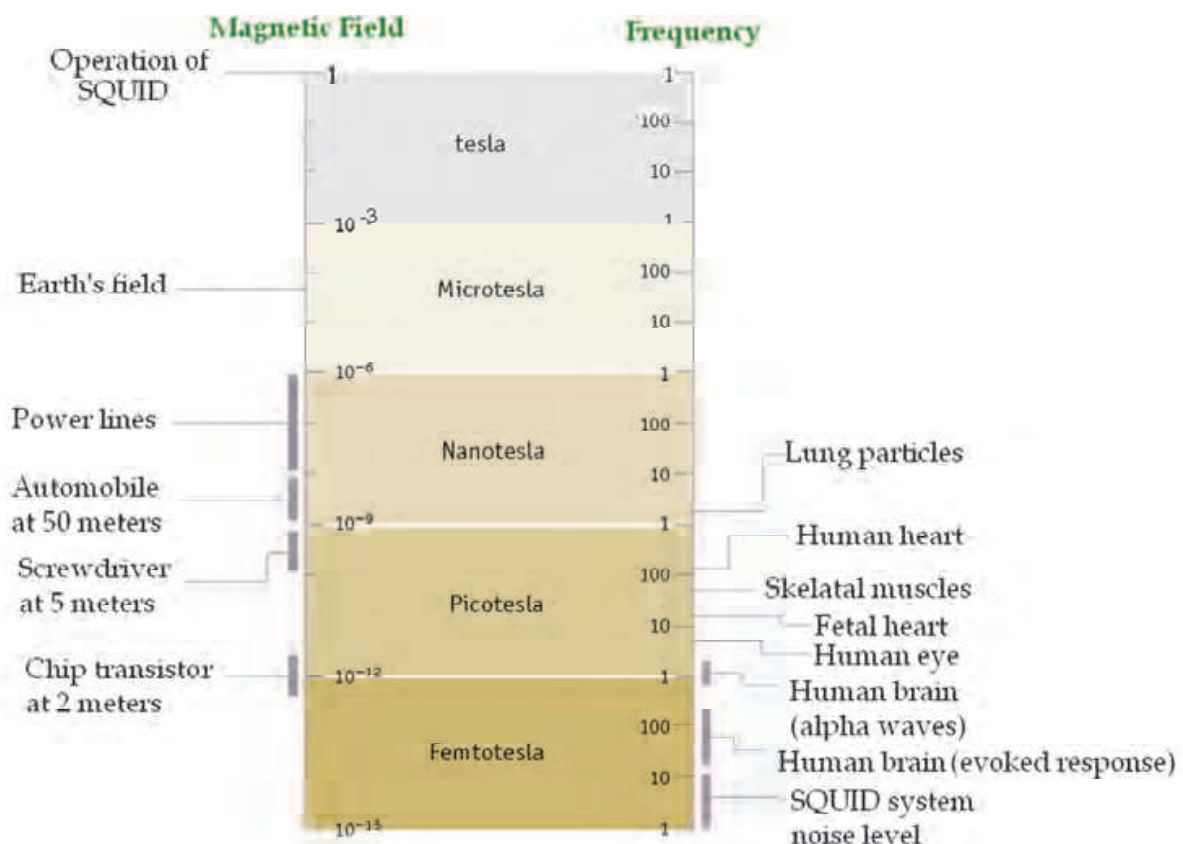 Magnetic Field
Frequency
Operation of
SQUID
1
1
100
tesla
10
1
10⁻³
Earth's field
Microtesla
100
10
10⁻⁶
1
Power lines
100
Nanotesla
Lung particles
10
Automobile
at 50 meters
10⁻⁹
1
Human heart
Screwdriver
at 5 meters
100
Skelatal muscles
Picotesla
10
Fetal heart
Human eye
Chip transistor
at 2 meters
10⁻¹²
1
Human brain
(alpha waves)
100
Femtotesla
Human brain (evoked response)
10
SQUID system
noise level
10⁻¹⁵
1